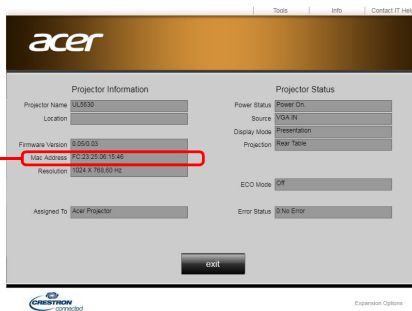 Tools Info Contact IT Hel
acer
Projector Information
Projector Name UL5630
Location
Firmware Version 0.05/0.03
Mac Address FC:23:25:06:15:46
Resolution 1024 X 768,60 Hz
Assigned To Acer Projector
Projector Status
Power Status Power On.
Source VGA IN
Display Mode Presentation
Projection Rear Table
ECO Mode Off
Error Status 0:No Error
exit
CRESTRON
connected
Expansion Options